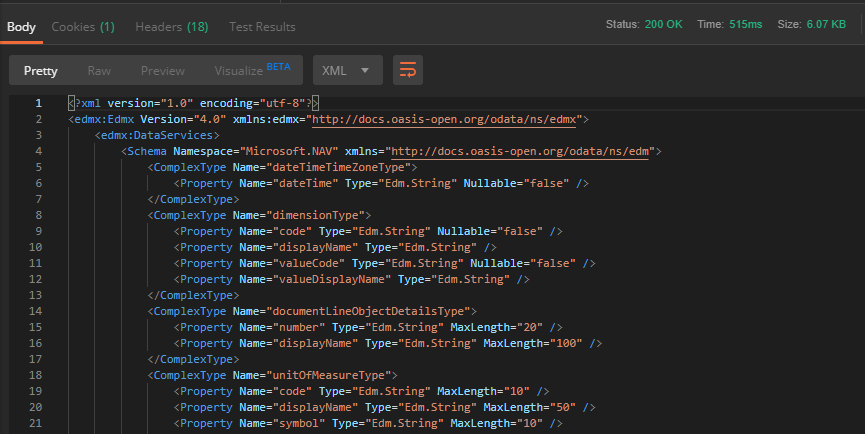 Body Cookies (1) Headers (18) Test Results Status: 200 OK Time: 515ms Size: 6.07 KB
Pretty Raw Preview Visualize BETA XML
1 <?xml version="1.0" encoding="utf-8"?>
2 <edmx:Edmx Version="4.0" xmlns:edmx="http://docs.oasis-open.org/odata/ns/edmx">
3 <edmx:DataServices>
4 <Schema Namespace="Microsoft.NAV" xmlns="http://docs.oasis-open.org/odata/ns/edm">
5 <ComplexType Name="dateTimeTimeZoneType">
6 <Property Name="dateTime" Type="Edm.String" Nullable="false" />
7 </ComplexType>
8 <ComplexType Name="dimensionType">
9 <Property Name="code" Type="Edm.String" Nullable="false" />
10 <Property Name="displayName" Type="Edm.String" />
11 <Property Name="valueCode" Type="Edm.String" Nullable="false" />
12 <Property Name="valueDisplayName" Type="Edm.String" />
13 </ComplexType>
14 <ComplexType Name="documentLineObjectDetailsType">
15 <Property Name="number" Type="Edm.String" MaxLength="20" />
16 <Property Name="displayName" Type="Edm.String" MaxLength="100" />
17 </ComplexType>
18 <ComplexType Name="unitOfMeasureType">
19 <Property Name="code" Type="Edm.String" MaxLength="10" />
20 <Property Name="displayName" Type="Edm.String" MaxLength="50" />
21 <Property Name="symbol" Type="Edm.String" MaxLength="10" />